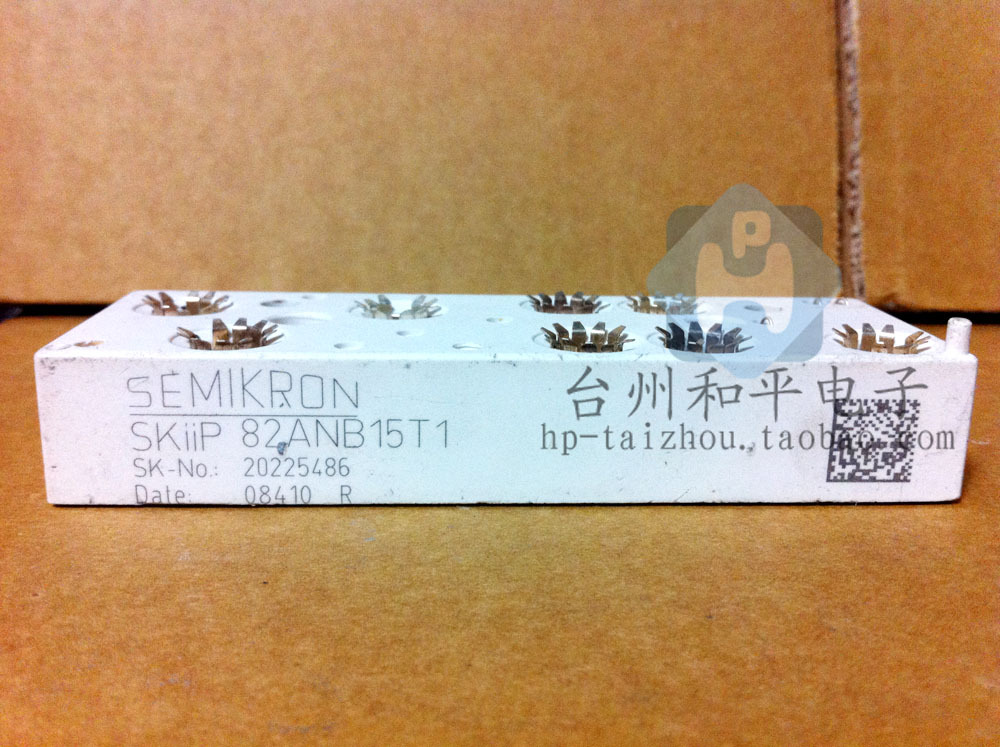 SEMIKRON
SKiiP 82ANB15T1
SK-No.: 20225486
Date: 08410 R
P
台州和平电子
hp-taizhou.taobao.com